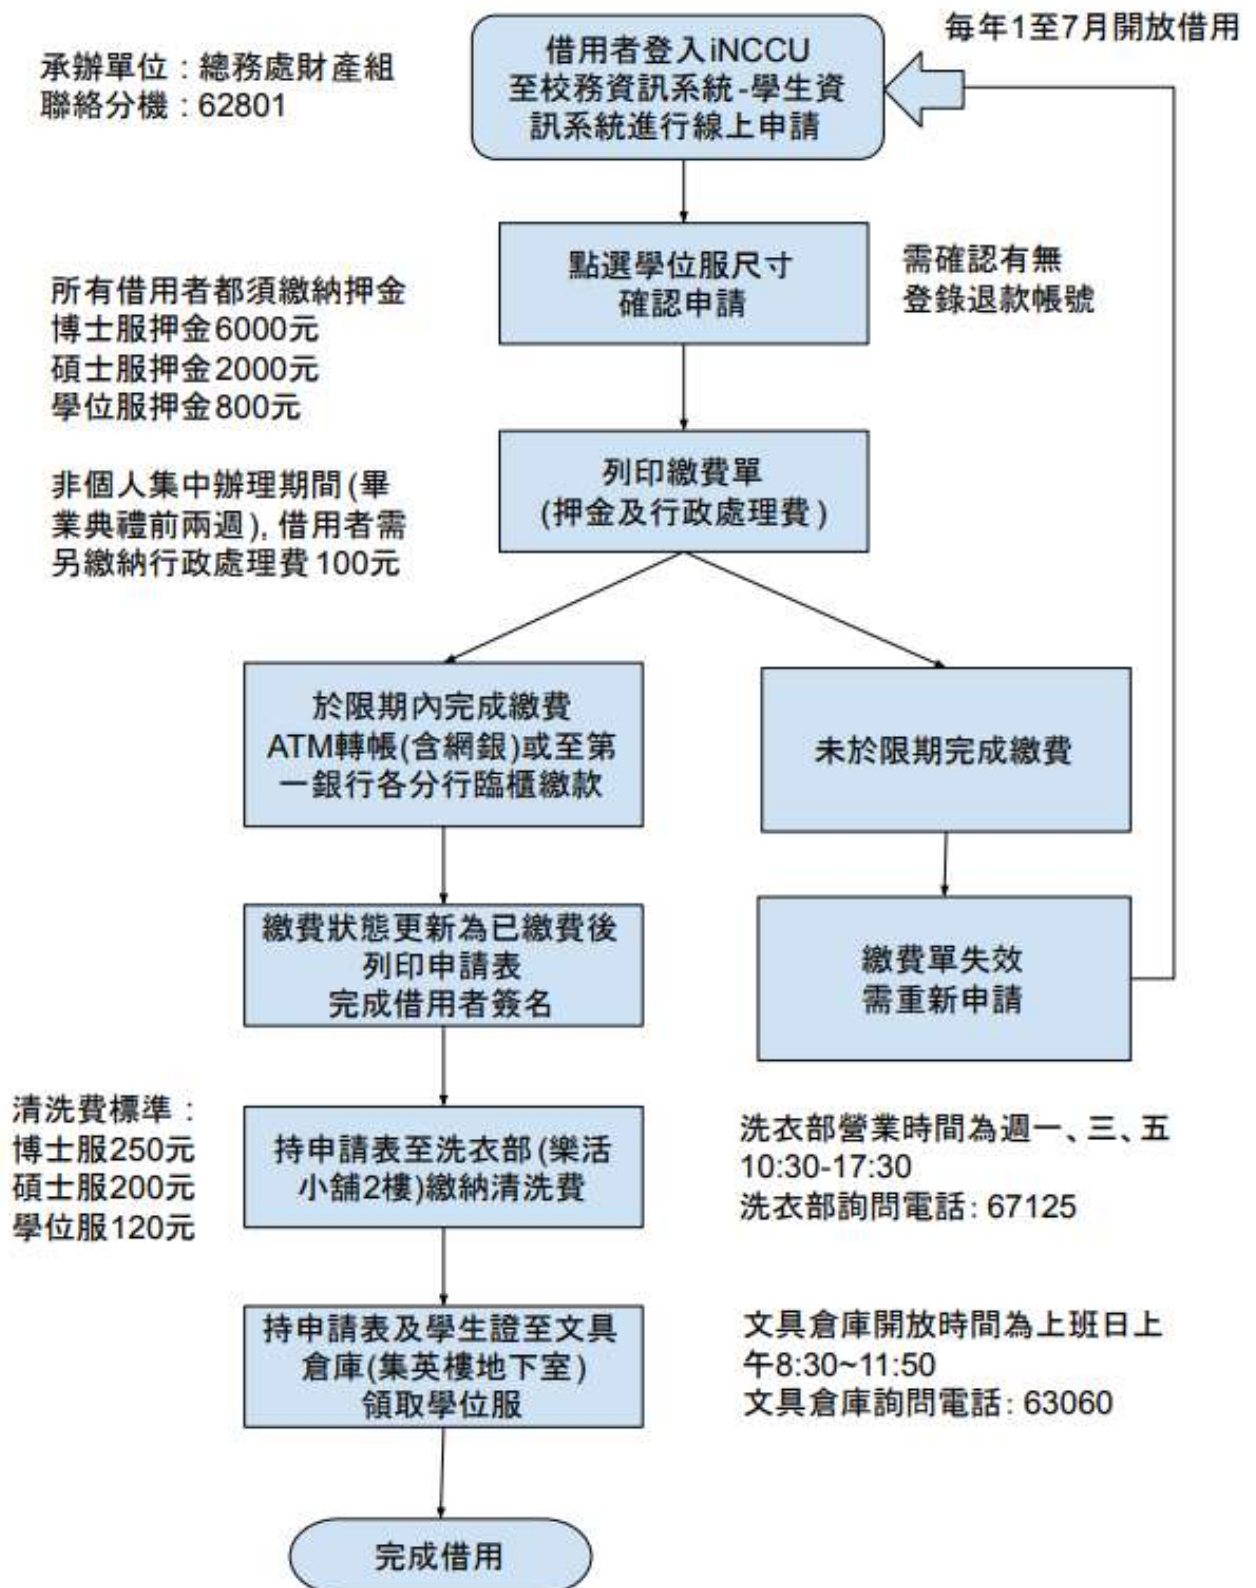 每年1至7月開放借用
承辦單位：總務處財產組
聯絡分機：62801
借用者登入iNCCU
至校務資訊系統-學生資
訊系統進行線上申請
點選學位服尺寸
確認申請
需確認有無
登錄退款帳號
所有借用者都須繳納押金
博士服押金6000元
碩士服押金2000元
學位服押金800元
非個人集中辦理期間(畢
業典禮前兩週), 借用者需
另繳納行政處理費100元
列印繳費單
(押金及行政處理費)
於限期內完成繳費
ATM轉帳(含網銀)或至第
一銀行各分行臨櫃繳款
未於限期完成繳費
繳費狀態更新為已繳費後
列印申請表
完成借用者簽名
繳費單失效
需重新申請
清洗費標準：
博士服250元
碩士服200元
學位服120元
持申請表至洗衣部(樂活
小舖2樓)繳納清洗費
洗衣部營業時間為週一、三、五
10:30-17:30
洗衣部詢問電話: 67125
持申請表及學生證至文具
倉庫(集英樓地下室)
領取學位服
文具倉庫開放時間為上班日上
午8:30~11:50
文具倉庫詢問電話: 63060
完成借用